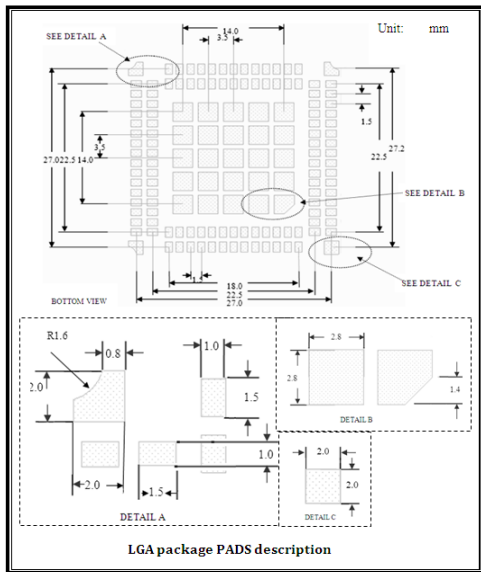 Unit: mm
SEE DETAIL A
14.0
3.5
27.0
22.5
14.0
3.5
1.5
22.5
27.2
SEE DETAIL B
SEE DETAIL C
1.5
18.0
22.5
27.0
BOTTOM VIEW
R1.6
0.8
1.0
2.0
1.5
1.0
2.0
1.5
DETAIL A
2.8
2.8
1.4
DETAIL B
2.0
2.0
DETAIL C
LGA package PADS description